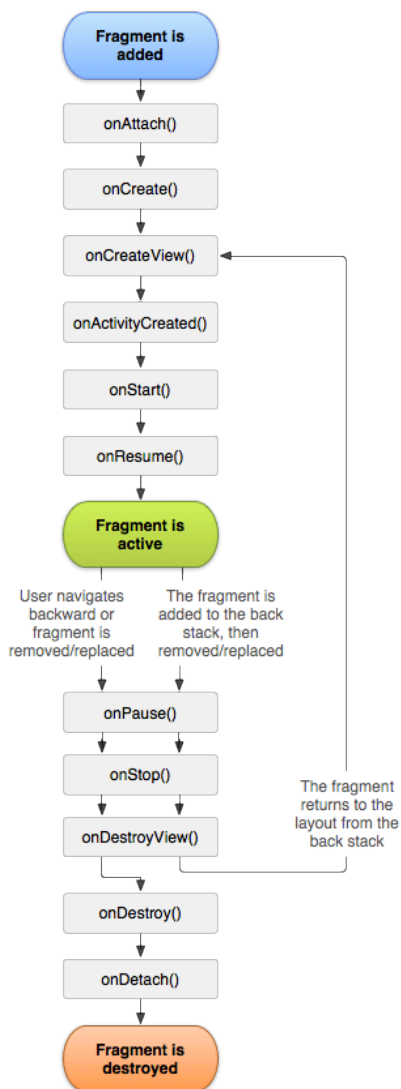 Fragment is
added
onAttach()
onCreate()
onCreateView()
onActivityCreated()
onStart()
onResume()
Fragment is
active
User navigates
backward or
fragment is
removed/replaced
The fragment is
added to the back
stack, then
removed/replaced
onPause()
onStop()
onDestroyView()
The fragment
returns to the
layout from the
back stack
onDestroy()
onDetach()
Fragment is
destroyed